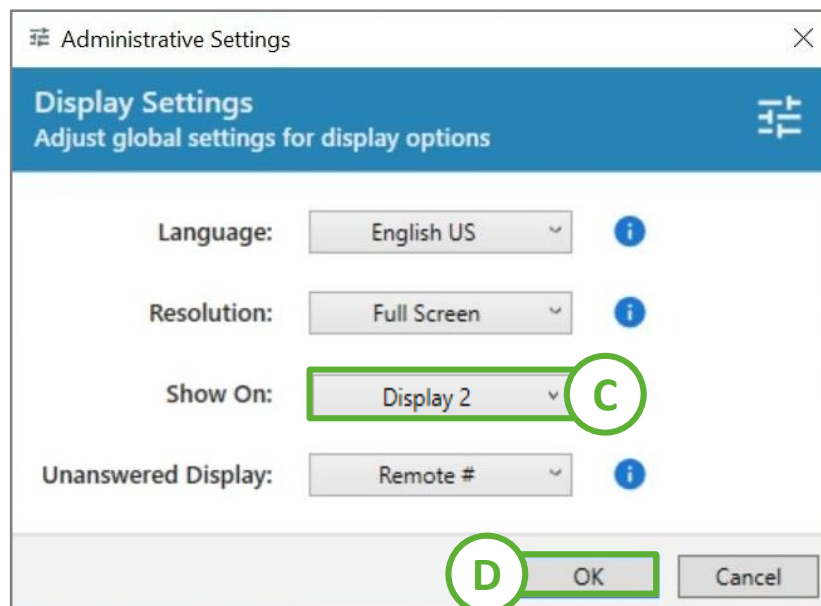 Administrative Settings
Display Settings
Adjust global settings for display options
Language: English US
Resolution: Full Screen
Show On: Display 2 C
Unanswered Display: Remote #
D OK Cancel